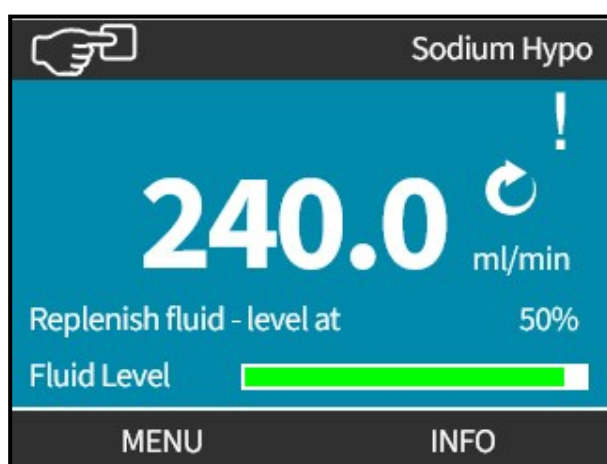 Sodium Hypo
!
240.0 ml/min
Replenish fluid - level at 50%
Fluid Level
MENU INFO